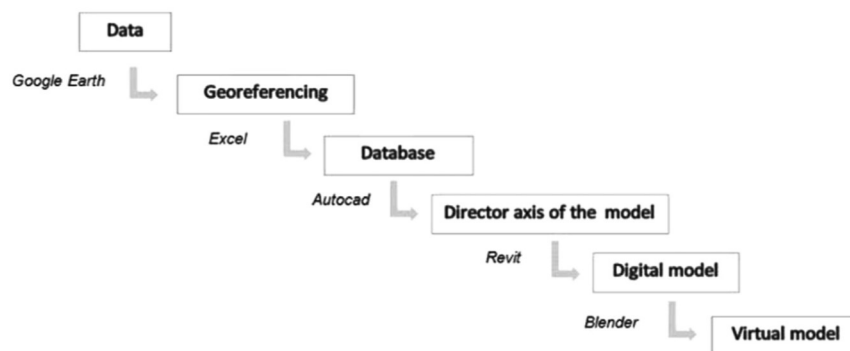 Data
Google Earth
Georeferencing
Excel
Database
Autocad
Director axis of the model
Revit
Digital model
Blender
Virtual model